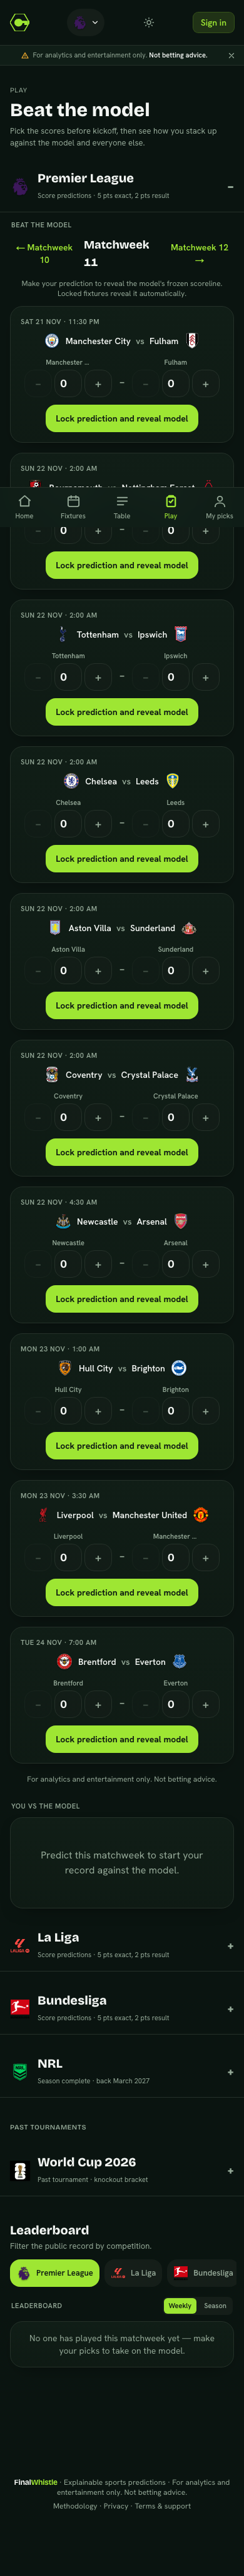 Sign in
For analytics and entertainment only. Not betting advice.
PLAY
Beat the model
Pick the scores before kickoff, then see how you stack up
against the model and everyone else.
Premier League
Score predictions · 5 pts exact, 2 pts result
BEAT THE MODEL
← Matchweek 10
Matchweek 11
Matchweek 12 →
Make your prediction to reveal the model's frozen scoreline.
Locked fixtures reveal it automatically.
SAT 21 NOV · 11:30 PM
Manchester City vs Fulham
Manchester ... Fulham
− 0 + - − 0 +
Lock prediction and reveal model
SUN 22 NOV · 2:00 AM
Bournemouth vs Nottingham Forest
Home Fixtures Table Play My picks
− 0 + - − 0 +
Lock prediction and reveal model
SUN 22 NOV · 2:00 AM
Tottenham vs Ipswich
Tottenham Ipswich
− 0 + - − 0 +
Lock prediction and reveal model
SUN 22 NOV · 2:00 AM
Chelsea vs Leeds
Chelsea Leeds
− 0 + - − 0 +
Lock prediction and reveal model
SUN 22 NOV · 2:00 AM
Aston Villa vs Sunderland
Aston Villa Sunderland
− 0 + - − 0 +
Lock prediction and reveal model
SUN 22 NOV · 2:00 AM
Coventry vs Crystal Palace
Coventry Crystal Palace
− 0 + - − 0 +
Lock prediction and reveal model
SUN 22 NOV · 4:30 AM
Newcastle vs Arsenal
Newcastle Arsenal
− 0 + - − 0 +
Lock prediction and reveal model
MON 23 NOV · 1:00 AM
Hull City vs Brighton
Hull City Brighton
− 0 + - − 0 +
Lock prediction and reveal model
MON 23 NOV · 3:30 AM
Liverpool vs Manchester United
Liverpool Manchester ...
− 0 + - − 0 +
Lock prediction and reveal model
TUE 24 NOV · 7:00 AM
Brentford vs Everton
Brentford Everton
− 0 + - − 0 +
Lock prediction and reveal model
For analytics and entertainment only. Not betting advice.
YOU VS THE MODEL
Predict this matchweek to start your
record against the model.
La Liga
Score predictions · 5 pts exact, 2 pts result
Bundesliga
Score predictions · 5 pts exact, 2 pts result
NRL
Season complete · back March 2027
PAST TOURNAMENTS
World Cup 2026
Past tournament · knockout bracket
Leaderboard
Filter the public record by competition.
Premier League La Liga Bundesliga
LEADERBOARD Weekly Season
No one has played this matchweek yet — make
your picks to take on the model.
FinalWhistle · Explainable sports predictions · For analytics and
entertainment only. Not betting advice.
Methodology · Privacy · Terms & support